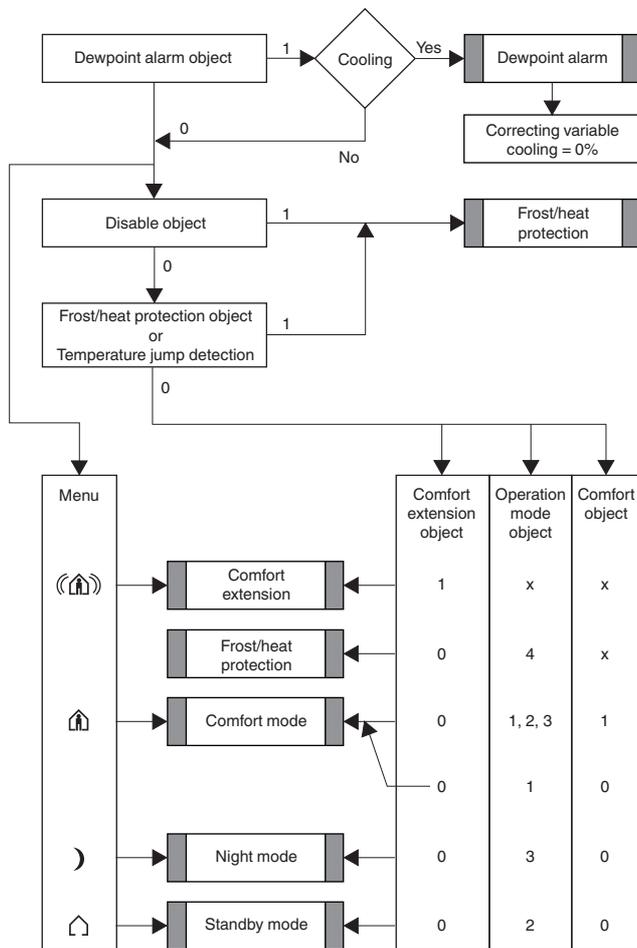 Dewpoint alarm object
1
Cooling
Yes
Dewpoint alarm
0
No
Correcting variable
cooling = 0%
Disable object
1
Frost/heat
protection
0
Frost/heat protection object
or
Temperature jump detection
1
0
Menu
Comfort
extension
object
Operation
mode
object
Comfort
object
Comfort
extension
1
x
x
Frost/heat
protection
0
4
x
Comfort mode
0
1, 2, 3
1
0
1
0
Night mode
0
3
0
Standby mode
0
2
0